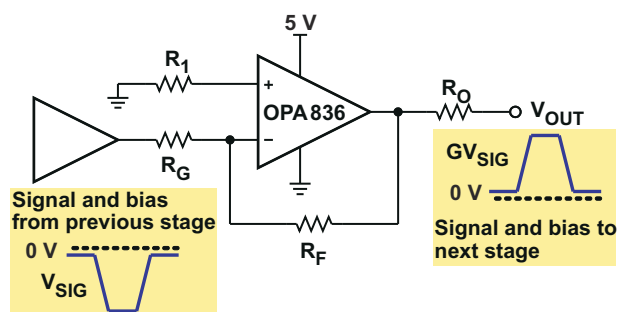 5 V
R1
+
OPA836
−
RG
RO
VOUT
GVSIG
0 V
Signal and bias to
next stage
Signal and bias
from previous stage
0 V
VSIG
RF